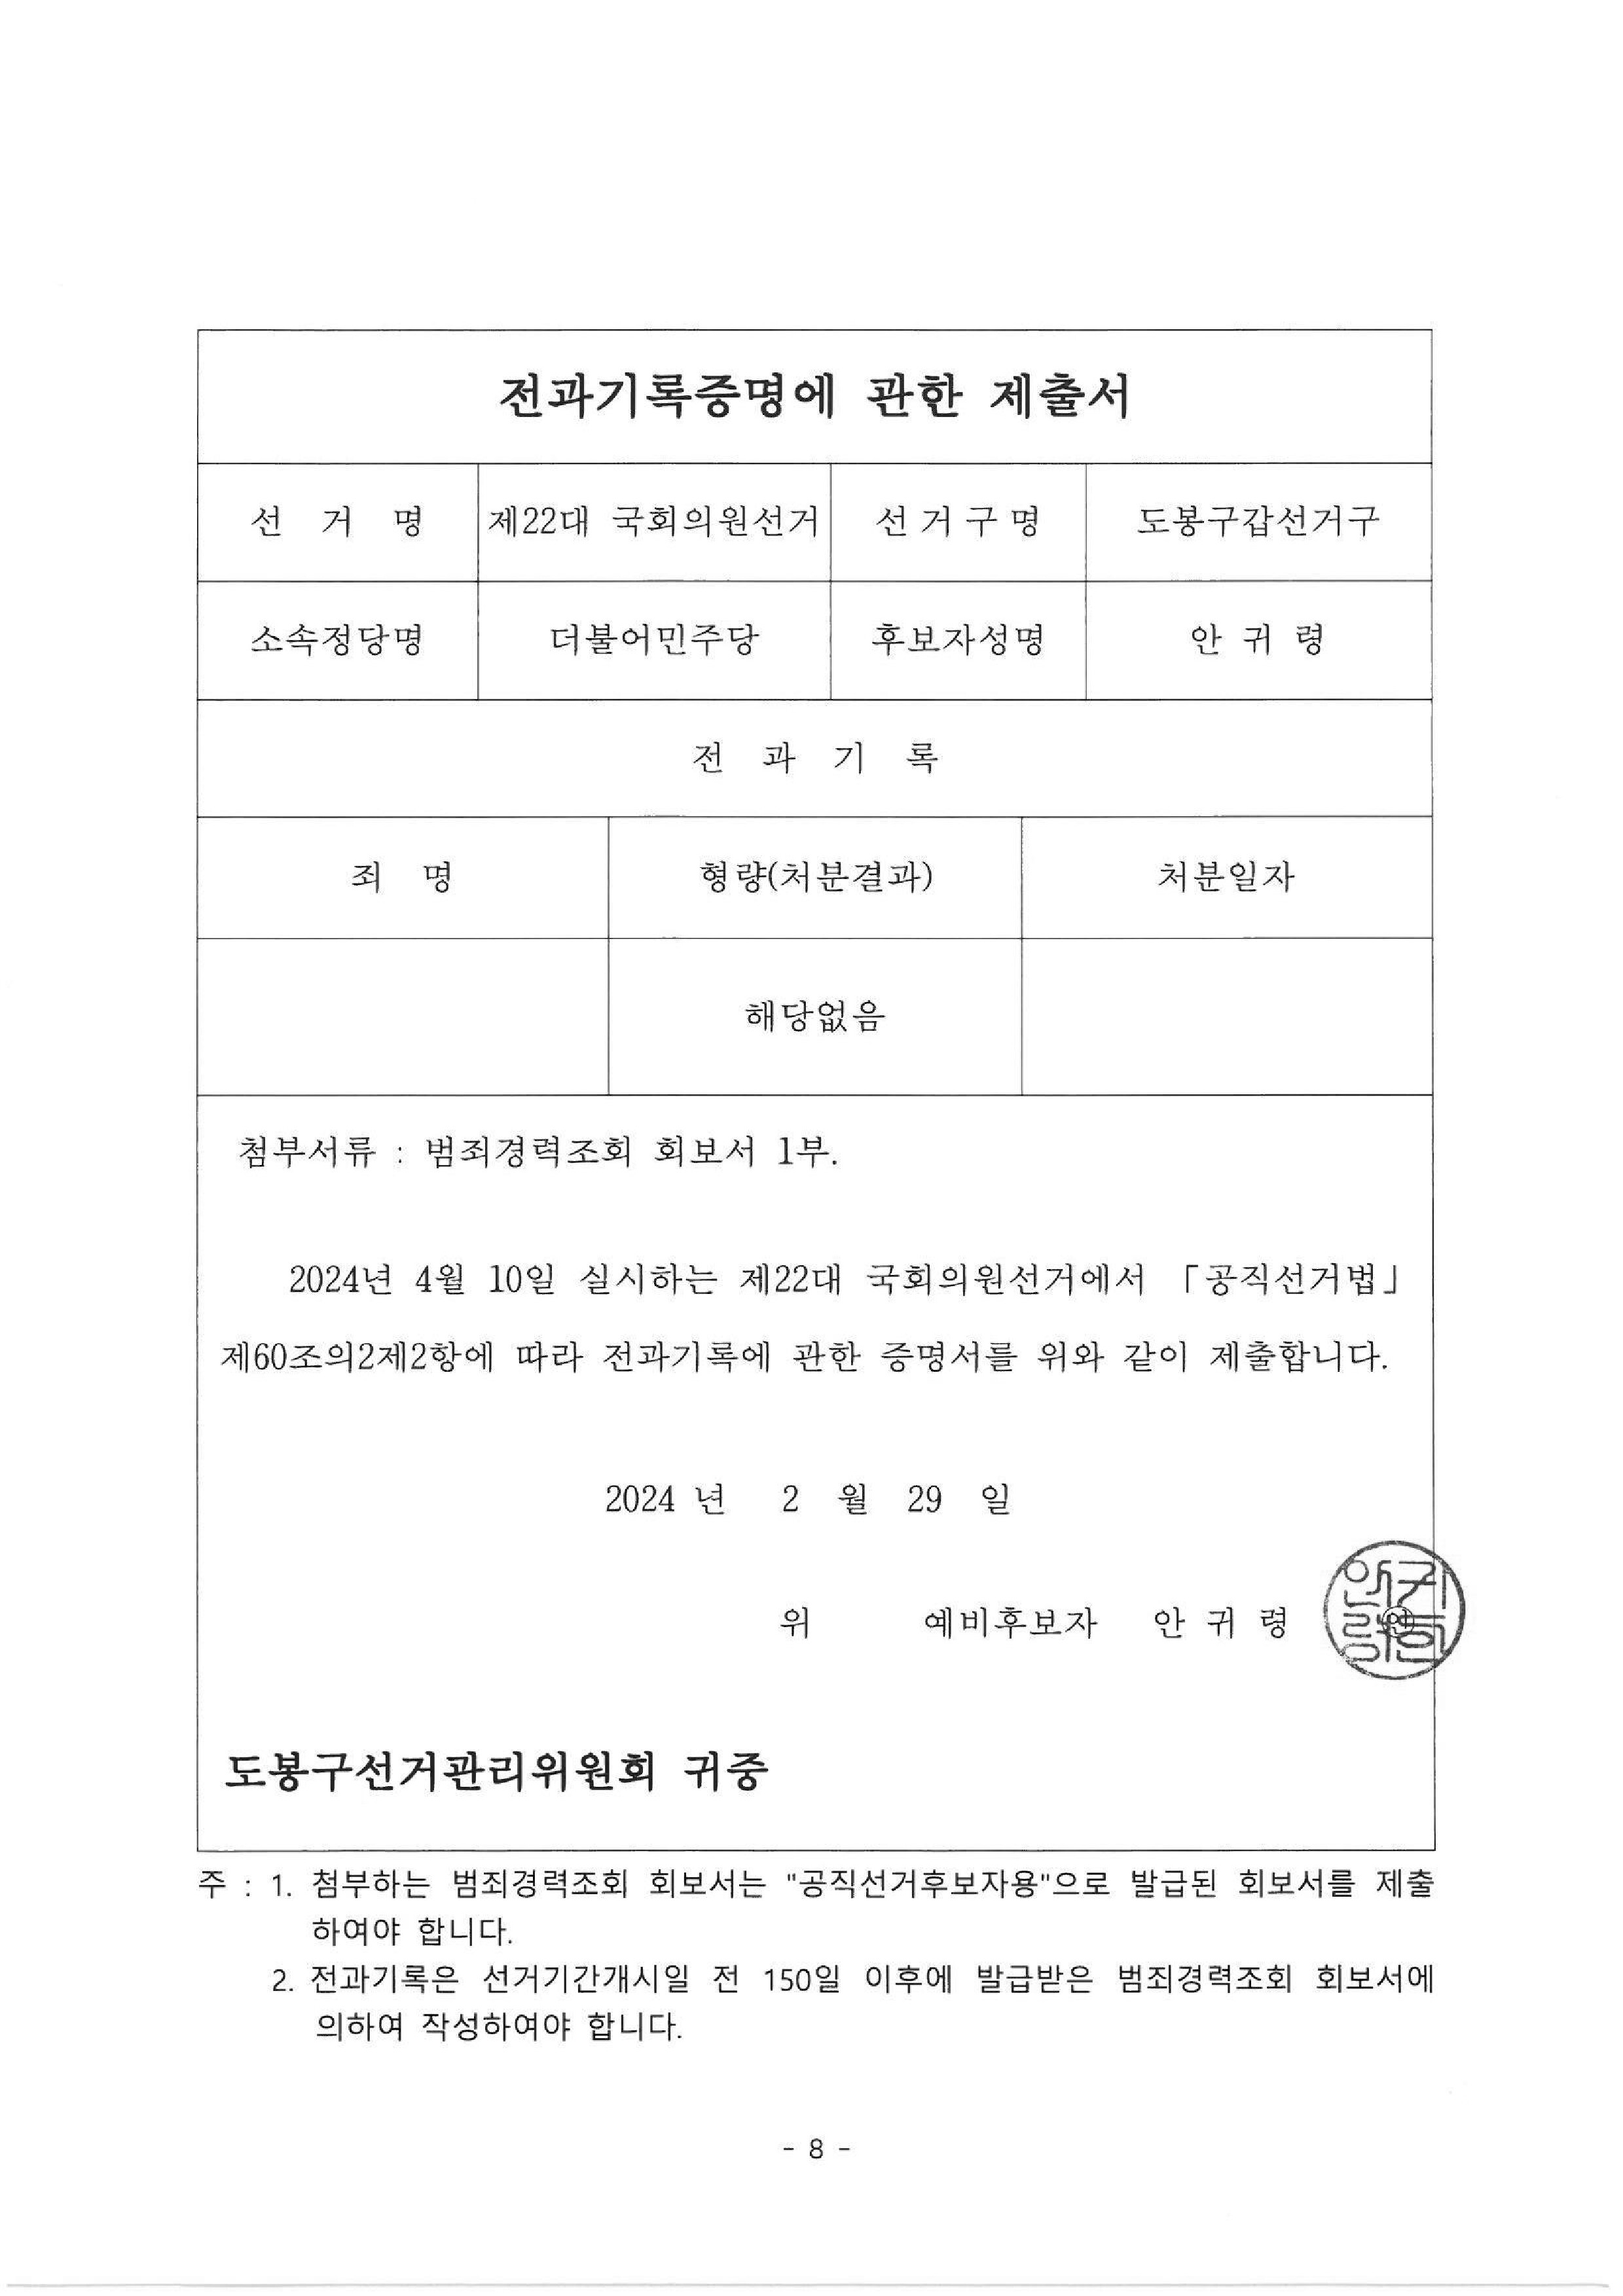 전과기록증명에 관한 제출서
선 거 명 제22대 국회의원선거 선 거 구 명 도봉구갑선거구
소속정당명 더불어민주당 후보자성명 안 귀 령
전 과 기 록
죄 명 형량(처분결과) 처분일자
해당없음
첨부서류 : 범죄경력조회 회보서 1부.
2024년 4월 10일 실시하는 제22대 국회의원선거에서 「공직선거법」
제60조의2제2항에 따라 전과기록에 관한 증명서를 위와 같이 제출합니다.
2024 년 2 월 29 일
위 예비후보자 안 귀 령 인
도봉구선거관리위원회 귀중
주 : 1. 첨부하는 범죄경력조회 회보서는 "공직선거후보자용"으로 발급된 회보서를 제출
하여야 합니다.
2. 전과기록은 선거기간개시일 전 150일 이후에 발급받은 범죄경력조회 회보서에
의하여 작성하여야 합니다.
- 8 -